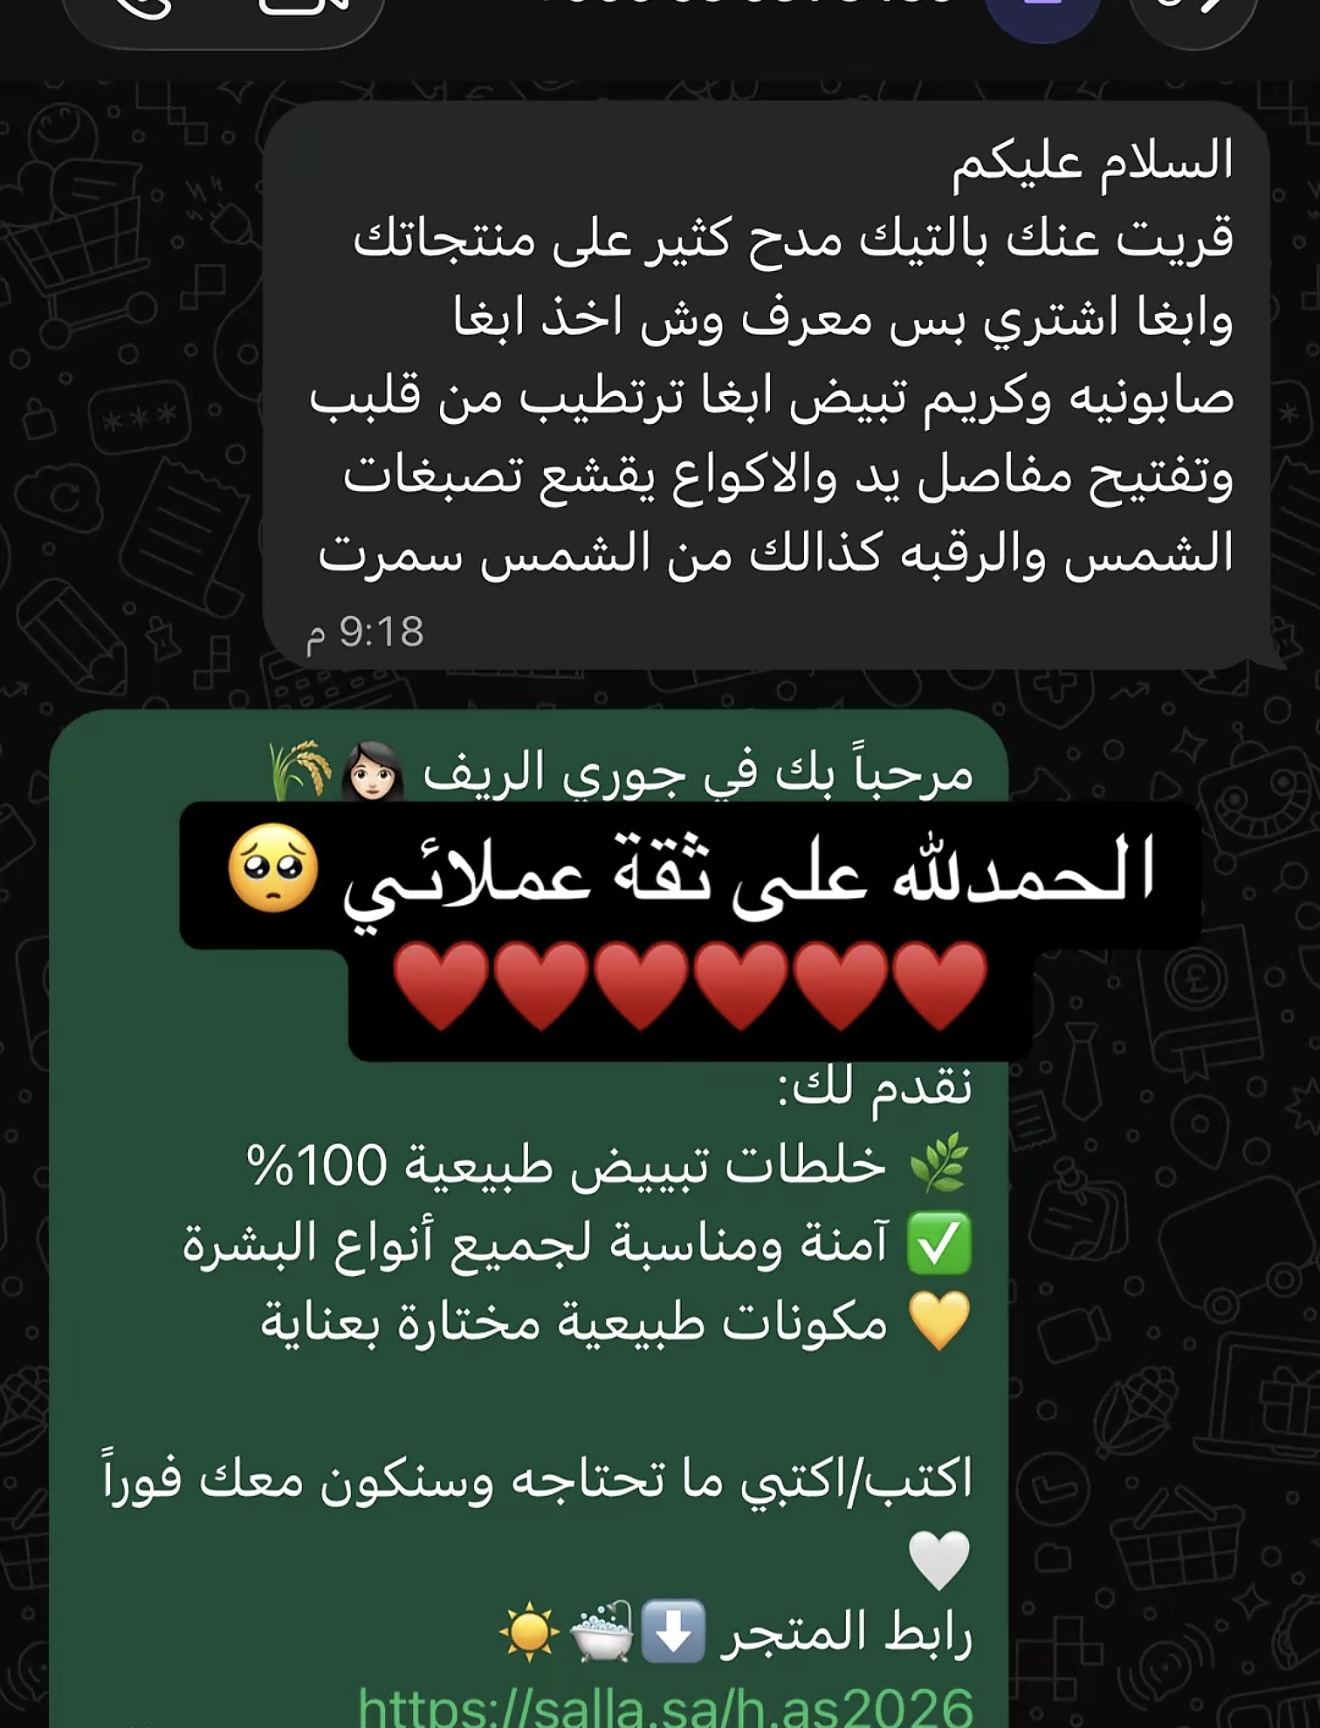 السلام عليكم
قريت عنك بالتيك مدح كثير على منتجاتك
وابغا اشتري بس معرف وش اخذ ابغا
صابونيه وكريم تبيض ابغا ترتطيب من قلبب
وتفتيح مفاصل يد والاكواع يقشع تصبغات
الشمس والرقبه كذالك من الشمس سمرت
9:18 م
مرحباً بك في جوري الريف 👩🏻🌾
الحمدلله على ثقة عملائي 🥺
♥️♥️♥️♥️♥️♥️
نقدم لك:
🌿 خلطات تبييض طبيعية 100%
✅ آمنة ومناسبة لجميع أنواع البشرة
💛 مكونات طبيعية مختارة بعناية
اكتب/اكتبي ما تحتاجه وسنكون معك فوراً
🤍
رابط المتجر ⬇️🛁☀️
https://salla.sa/h.as2026